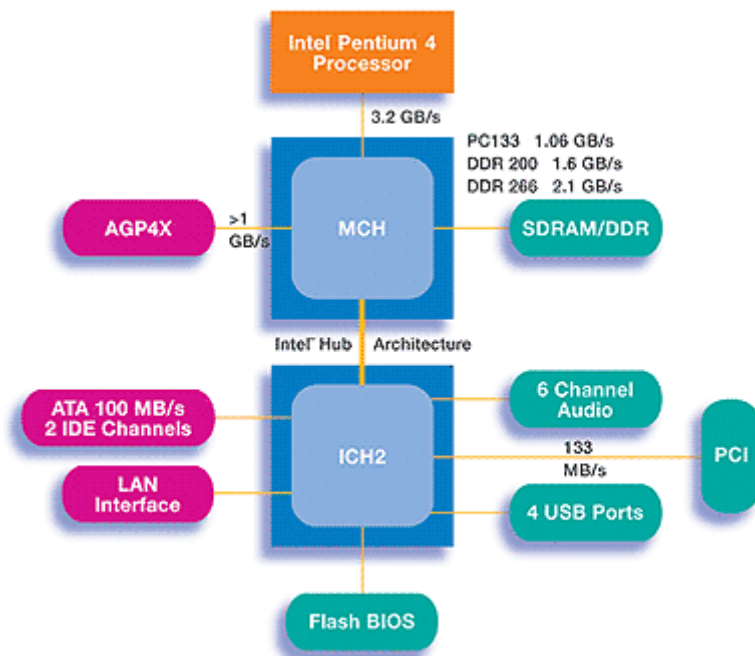 Intel Pentium 4
Processor
3.2 GB/s
PC133 1.06 GB/s
DDR 200 1.6 GB/s
DDR 266 2.1 GB/s
AGP4X
>1
GB/s
MCH
SDRAM/DDR
Intel Hub Architecture
ATA 100 MB/s
2 IDE Channels
6 Channel
Audio
ICH2
133
MB/s
PCI
LAN
Interface
4 USB Ports
Flash BIOS